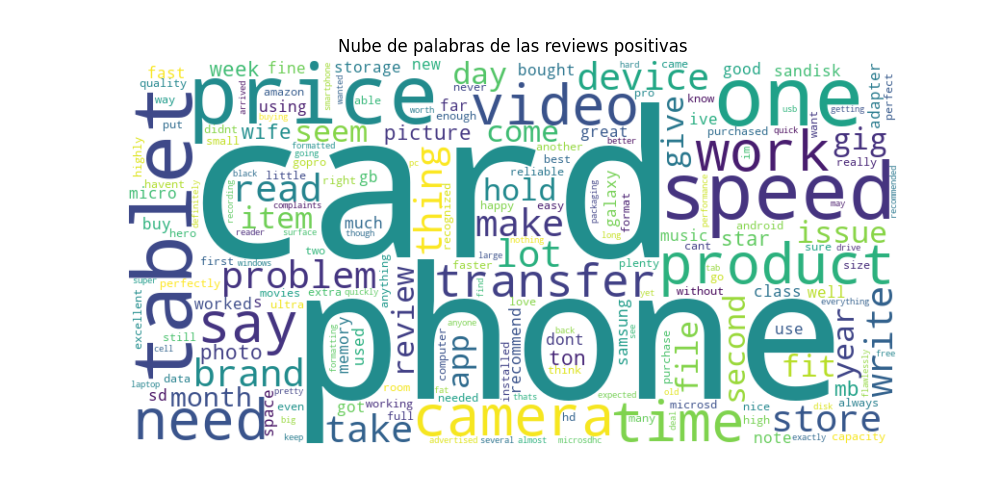 Nube de palabras de las reviews positivas
card
phone
price
one
speed
tablet
video
work
product
device
day
time
camera
transfer
problem
say
need
brand
store
write
year
second
file
thing
make
hold
lot
read
item
seem
come
picture
give
gig
issue
star
music
galaxy
samsung
app
review
take
month
photo
memory
used
worked
fit
use
mb
well
class
size
note
ton
dont
recommend
installed
computer
needed
week
fine
storage
new
bought
good
sandisk
adapter
perfect
fast
quality
way
put
amazon
using
able
far
enough
never
great
ive
know
purchased
quick
want
really
wife
didnt
small
highly
havent
micro
buy
hero
first
gopro
little
right
gb
much
though
another
best
reliable
happy
easy
format
packaging
long
nothing
large
faster
find
plenty
cant
android
sure
drive
may
recommended
performance
without
tab
go
usb
getting
pro
hard
came
better
im
worth
wanted
smartphone
arrived
buying
formatted
going
black
complaints
reader
surface
windows
recording
definitely
recognized
pc
two
anything
movies
extra
quickly
ultra
perfectly
super
excellent
still
cell
laptop
data
sd
space
even
big
pretty
keep
got
working
full
room
fat
thats
formatting
love
anyone
back
think
yet
see
expected
hd
many
microsd
purchase
old
deal
nice
high
always
disk
capacity
exactly
everything
free
flawlessly
advertised
several
almost
microsdhc